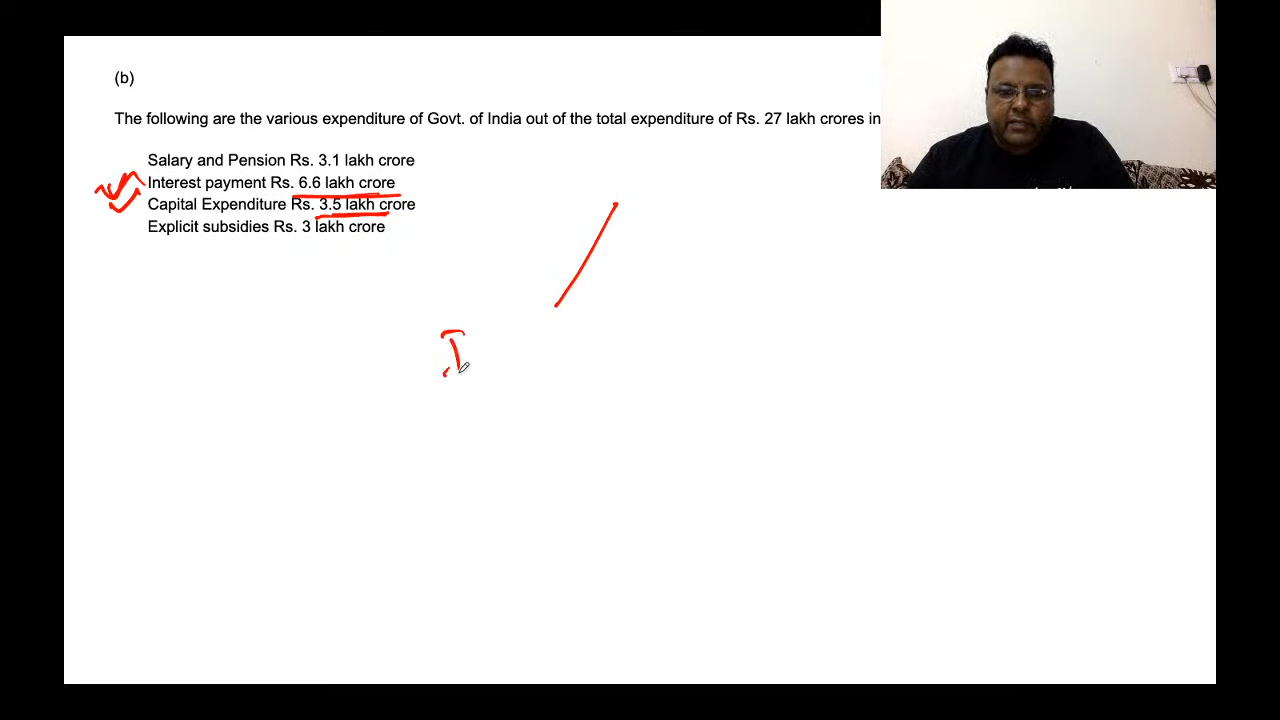 (b)
The following are the various expenditure of Govt. of India out of the total expenditure of Rs. 27 lakh crores in
Salary and Pension Rs. 3.1 lakh crore
Interest payment Rs. 6.6 lakh crore
Capital Expenditure Rs. 3.5 lakh crore
Explicit subsidies Rs. 3 lakh crore
I